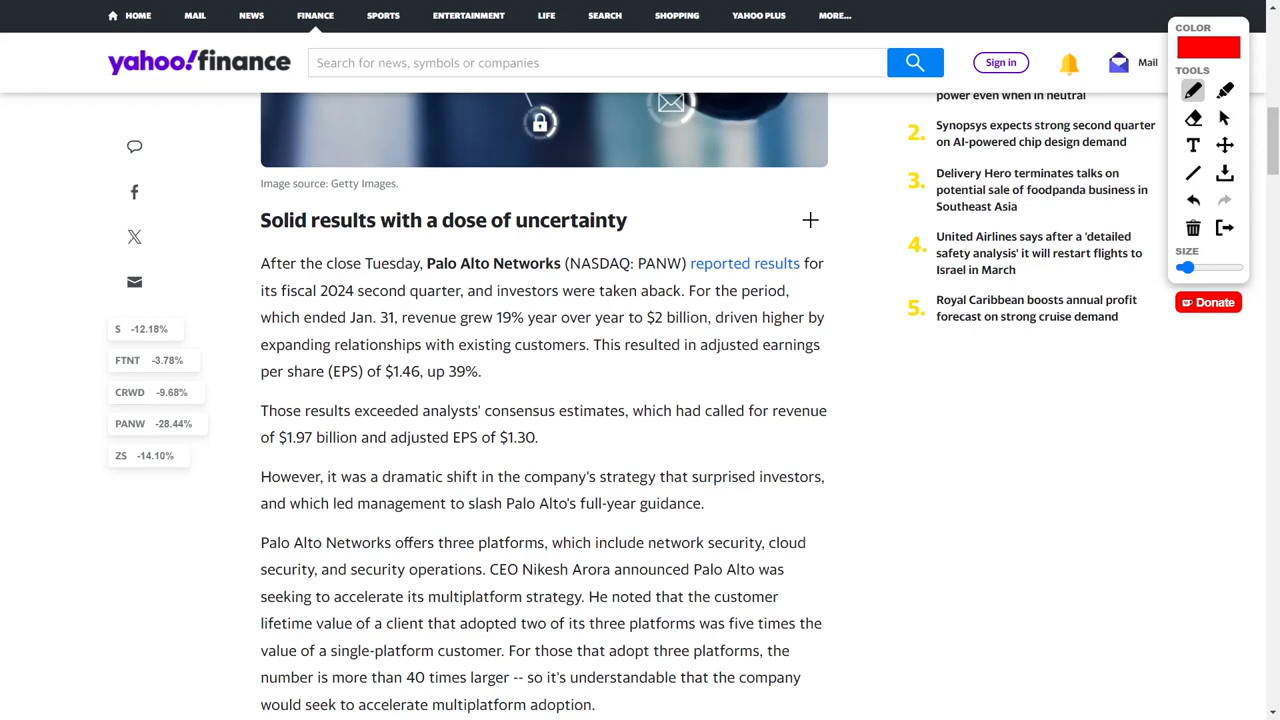 HOME
MAIL
NEWS
FINANCE
SPORTS
ENTERTAINMENT
LIFE
SEARCH
SHOPPING
YAHOO PLUS
MORE...
yahoo!finance
Search for news, symbols or companies
Sign in
Mail
COLOR
TOOLS
SIZE
Donate
Image source: Getty Images.
Solid results with a dose of uncertainty
After the close Tuesday, Palo Alto Networks (NASDAQ: PANW) reported results for
its fiscal 2024 second quarter, and investors were taken aback. For the period,
which ended Jan. 31, revenue grew 19% year over year to $2 billion, driven higher by
expanding relationships with existing customers. This resulted in adjusted earnings
per share (EPS) of $1.46, up 39%.
Those results exceeded analysts' consensus estimates, which had called for revenue
of $1.97 billion and adjusted EPS of $1.30.
However, it was a dramatic shift in the company's strategy that surprised investors,
and which led management to slash Palo Alto's full-year guidance.
Palo Alto Networks offers three platforms, which include network security, cloud
security, and security operations. CEO Nikesh Arora announced Palo Alto was
seeking to accelerate its multiplatform strategy. He noted that the customer
lifetime value of a client that adopted two of its three platforms was five times the
value of a single-platform customer. For those that adopt three platforms, the
number is more than 40 times larger -- so it's understandable that the company
would seek to accelerate multiplatform adoption.
S -12.18%
FTNT -3.78%
CRWD -9.68%
PANW -28.44%
ZS -14.10%
power even when in neutral
2. Synopsys expects strong second quarter
on AI-powered chip design demand
3. Delivery Hero terminates talks on
potential sale of foodpanda business in
Southeast Asia
4. United Airlines says after a 'detailed
safety analysis' it will restart flights to
Israel in March
5. Royal Caribbean boosts annual profit
forecast on strong cruise demand